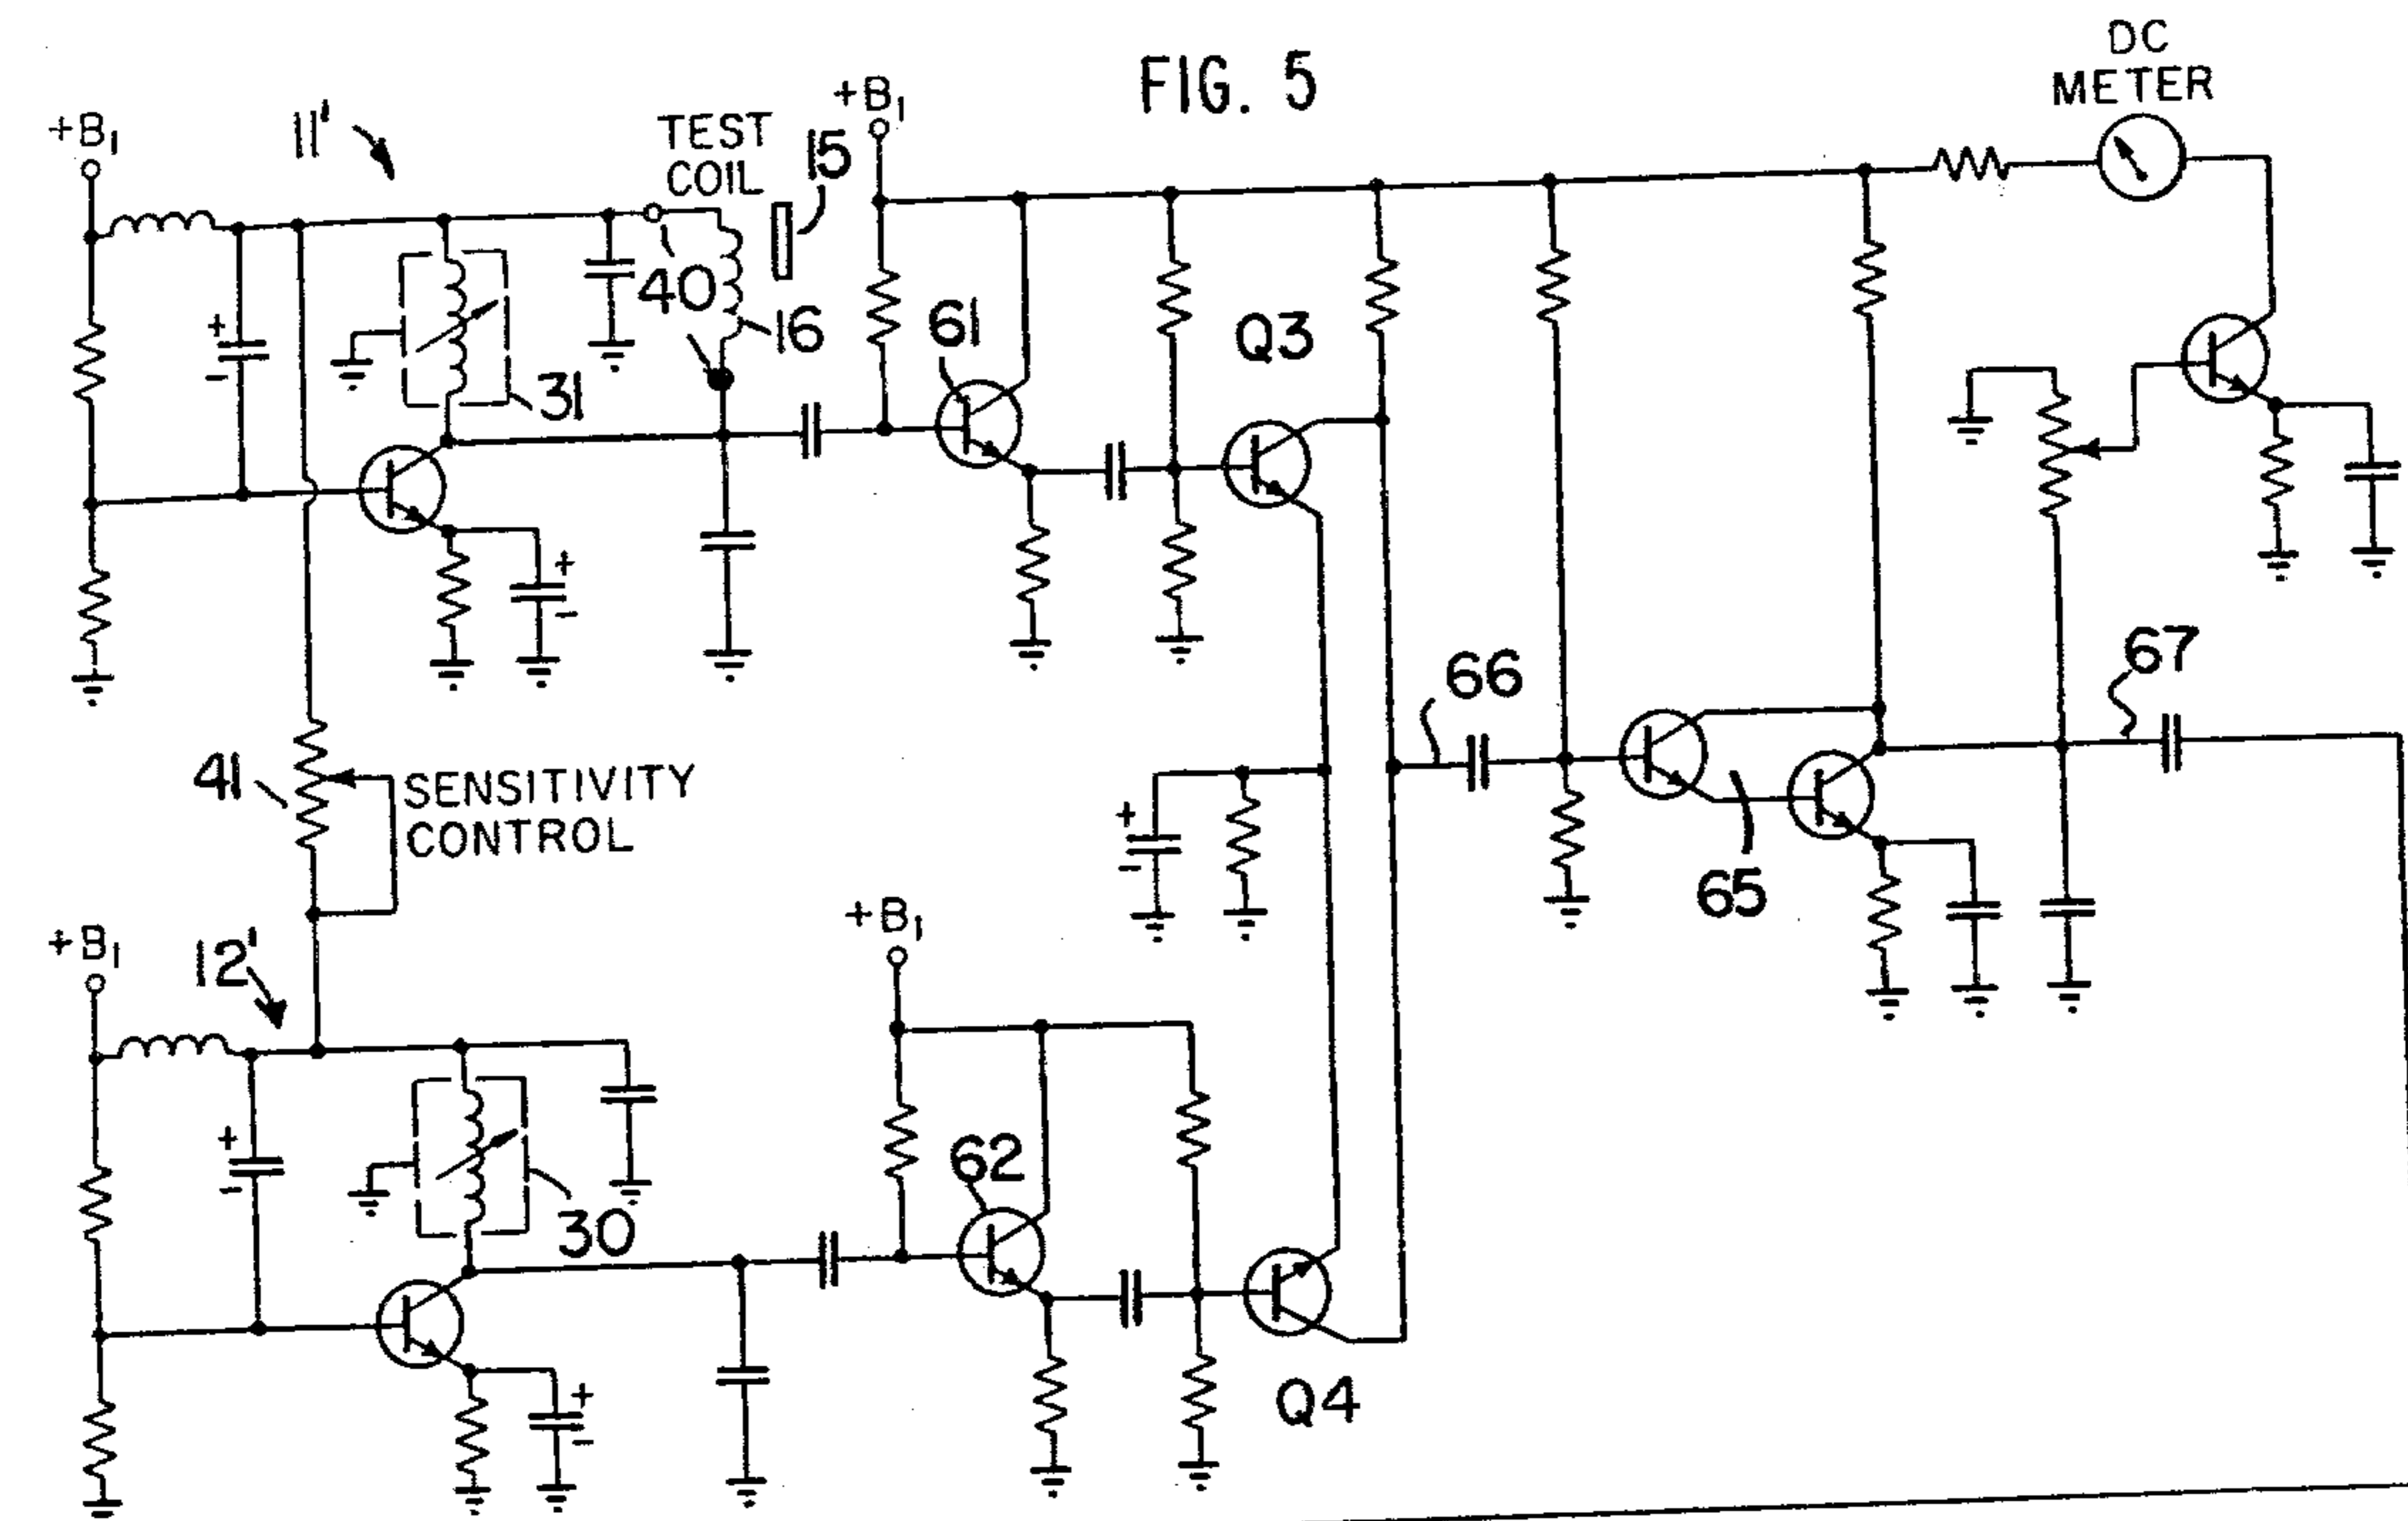 FIG. 5
DC
METER
+B1
11'
TEST
COIL
15
+B1
40
16
61
Q3
31
+
-
+
-
66
67
41
SENSITIVITY
CONTROL
+
-
65
+B1
12'
+B1
+
-
62
30
Q4
+
-